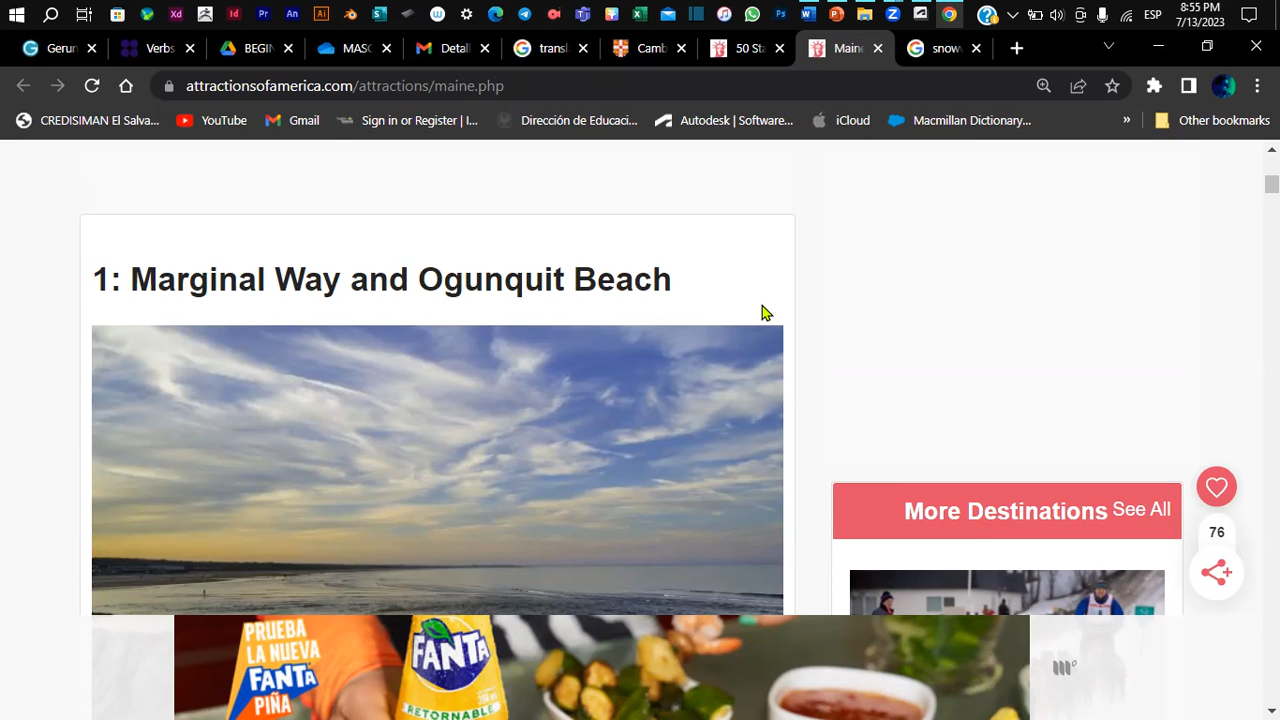 8:55 PM
ESP
7/13/2023
Gerun
Verbs
BEGIN
MASC
Detall
trans
Camb
50 Sta
Maine
snow
attractionsofamerica.com/attractions/maine.php
CREDISIMAN El Salva...
YouTube
Gmail
Sign in or Register | I...
Dirección de Educaci...
Autodesk | Software...
iCloud
Macmillan Dictionary...
»
Other bookmarks
1: Marginal Way and Ogunquit Beach
More Destinations See All
76
PRUEBA
LA NUEVA
FANTA
PIÑA
FANTA
RETORNABLE